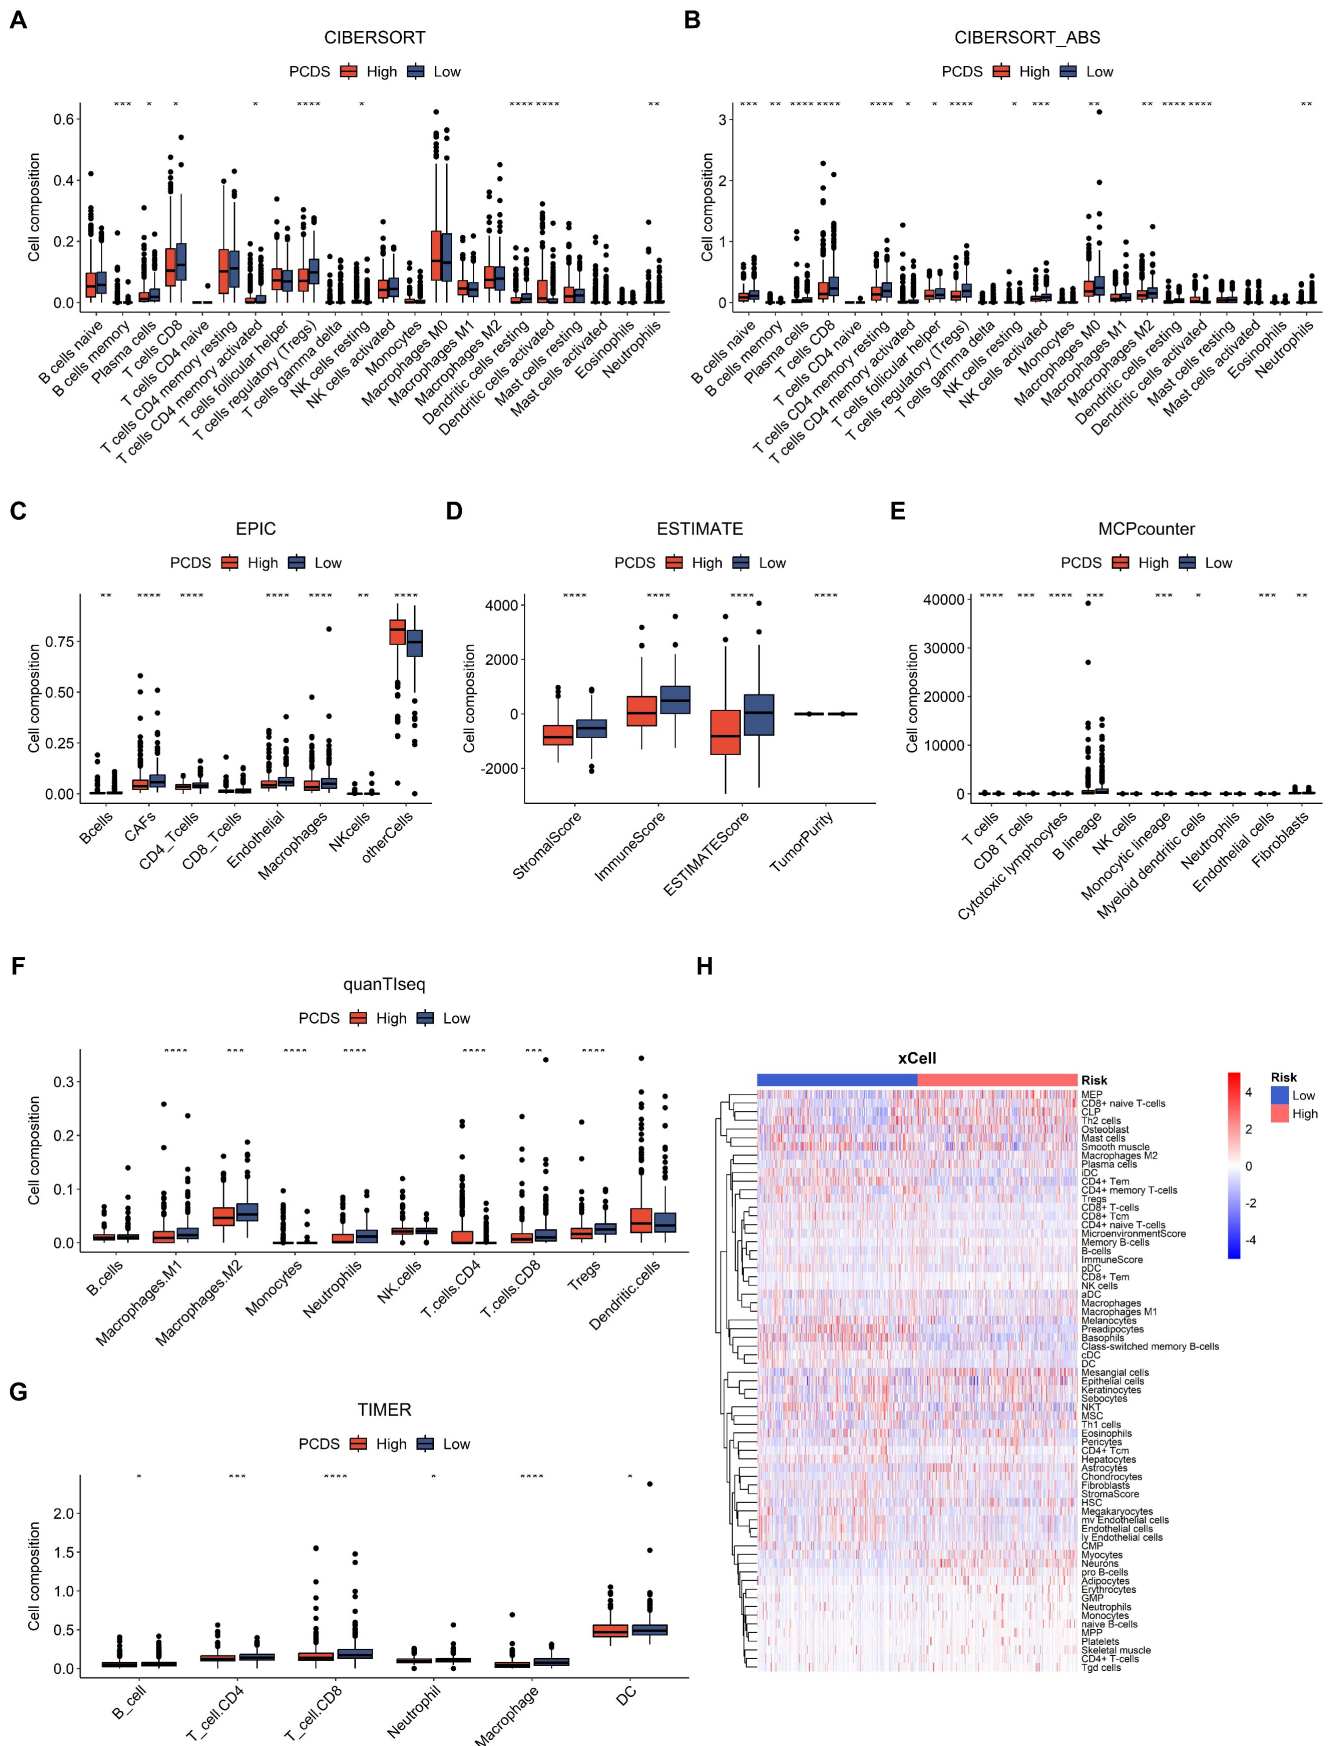 A
CIBERSORT
PCDS High Low
Cell composition
0.6
0.4
0.2
0.0
*** * * * **** * **** **** **
B cells naive
B cells memory
Plasma cells
T cells CD8
T cells CD4 naive
T cells CD4 memory resting
T cells CD4 memory activated
T cells follicular helper
T cells regulatory (Tregs)
T cells gamma delta
NK cells resting
NK cells activated
Monocytes
Macrophages M0
Macrophages M1
Macrophages M2
Dendritic cells resting
Dendritic cells activated
Mast cells resting
Mast cells activated
Eosinophils
Neutrophils
B
CIBERSORT_ABS
PCDS High Low
Cell composition
3
2
1
0
*** ** **** **** **** * * **** * *** ** ** **** **** **
B cells naive
B cells memory
Plasma cells
T cells CD8
T cells CD4 naive
T cells CD4 memory resting
T cells CD4 memory activated
T cells follicular helper
T cells regulatory (Tregs)
T cells gamma delta
NK cells resting
NK cells activated
Monocytes
Macrophages M0
Macrophages M1
Macrophages M2
Dendritic cells resting
Dendritic cells activated
Mast cells resting
Mast cells activated
Eosinophils
Neutrophils
C
EPIC
PCDS High Low
Cell composition
0.75
0.50
0.25
0.00
** **** **** **** **** ** ****
Bcells
CAFs
CD4_Tcells
CD8_Tcells
Endothelial
Macrophages
NKcells
otherCells
D
ESTIMATE
PCDS High Low
Cell composition
4000
2000
0
-2000
**** **** **** ****
StromalScore
ImmuneScore
ESTIMATEScore
TumorPurity
E
MCPcounter
PCDS High Low
Cell composition
40000
30000
20000
10000
0
**** *** **** *** *** * *** **
T cells
CD8 T cells
Cytotoxic lymphocytes
B lineage
NK cells
Monocytic lineage
Myeloid dendritic cells
Neutrophils
Endothelial cells
Fibroblasts
F
quanTIseq
PCDS High Low
Cell composition
0.3
0.2
0.1
0.0
**** *** **** **** **** *** ****
B.cells
Macrophages.M1
Macrophages.M2
Monocytes
Neutrophils
NK.cells
T.cells.CD4
T.cells.CD8
Tregs
Dendritic.cells
G
TIMER
PCDS High Low
Cell composition
2.0
1.5
1.0
0.5
0.0
* *** **** * **** *
B_cell
T_cell.CD4
T_cell.CD8
Neutrophil
Macrophage
DC
H
xCell
Risk
MEP
CD8+ naive T-cells
CLP
Th2 cells
Osteoblast
Mast cells
Smooth muscle
Macrophages M2
Plasma cells
iDC
CD4+ Tem
CD4+ memory T-cells
Tregs
CD8+ T-cells
CD8+ Tcm
CD4+ naive T-cells
MicroenvironmentScore
Memory B-cells
B-cells
ImmuneScore
pDC
CD8+ Tem
NK cells
aDC
Macrophages
Macrophages M1
Melanocytes
Preadipocytes
Basophils
Class-switched memory B-cells
cDC
DC
Mesangial cells
Epithelial cells
Keratinocytes
Sebocytes
NKT
MSC
Th1 cells
Eosinophils
Pericytes
CD4+ Tcm
Hepatocytes
Astrocytes
Chondrocytes
Fibroblasts
StromaScore
HSC
Megakaryocytes
mv Endothelial cells
Endothelial cells
ly Endothelial cells
CMP
Myocytes
Neurons
pro B-cells
Adipocytes
Erythrocytes
GMP
Neutrophils
Monocytes
naive B-cells
MPP
Platelets
Skeletal muscle
CD4+ T-cells
Tgd cells
4
2
0
-2
-4
Risk
Low
High